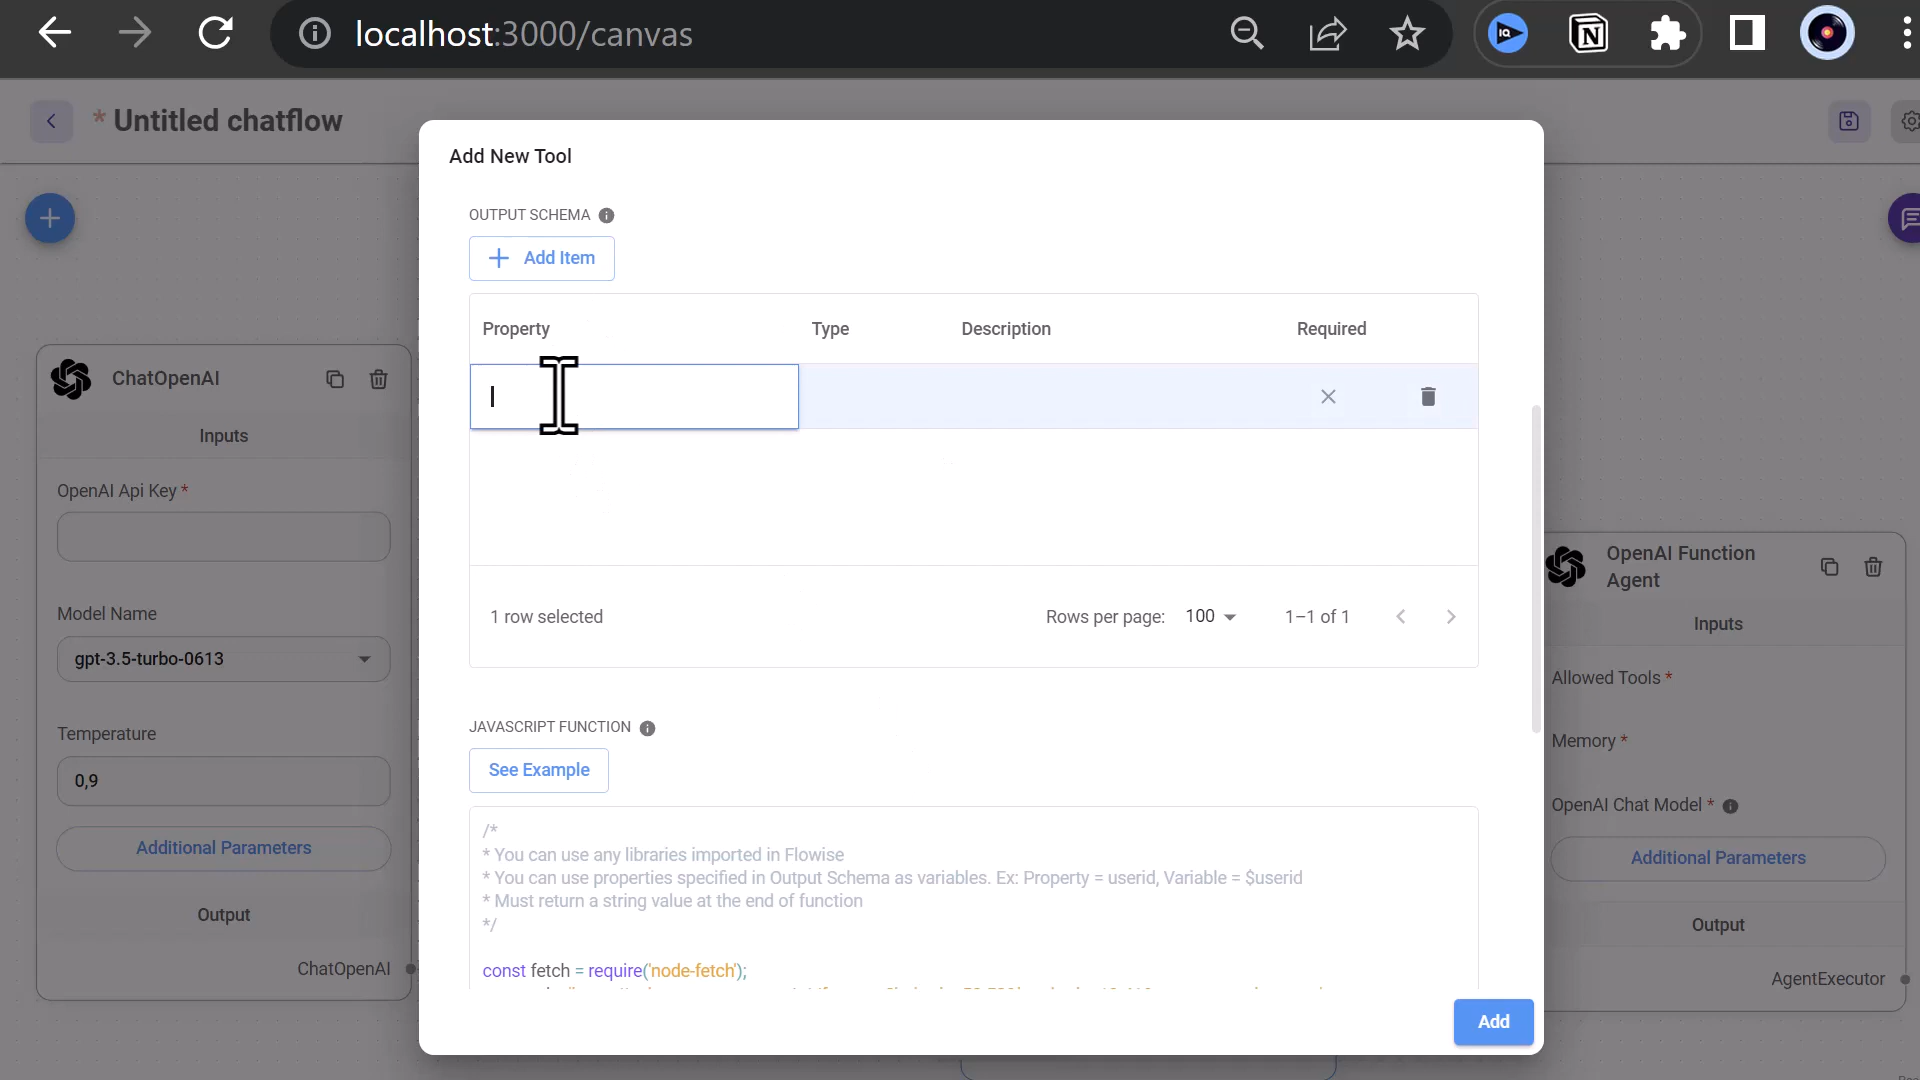 localhost:3000/canvas
IQ
* Untitled chatflow
Add New Tool
OUTPUT SCHEMA
Add Item
Property Type Description Required
1 row selected Rows per page: 100 1–1 of 1
JAVASCRIPT FUNCTION
See Example
/*
* You can use any libraries imported in Flowise
* You can use properties specified in Output Schema as variables. Ex: Property = userid, Variable = $userid
* Must return a string value at the end of function
*/
const fetch = require('node-fetch');
Add
ChatOpenAI
Inputs
OpenAI Api Key *
Model Name
gpt-3.5-turbo-0613
Temperature
0,9
Additional Parameters
Output
ChatOpenAI
OpenAI Function
Agent
Inputs
Allowed Tools *
Memory *
OpenAI Chat Model *
Additional Parameters
Output
AgentExecutor